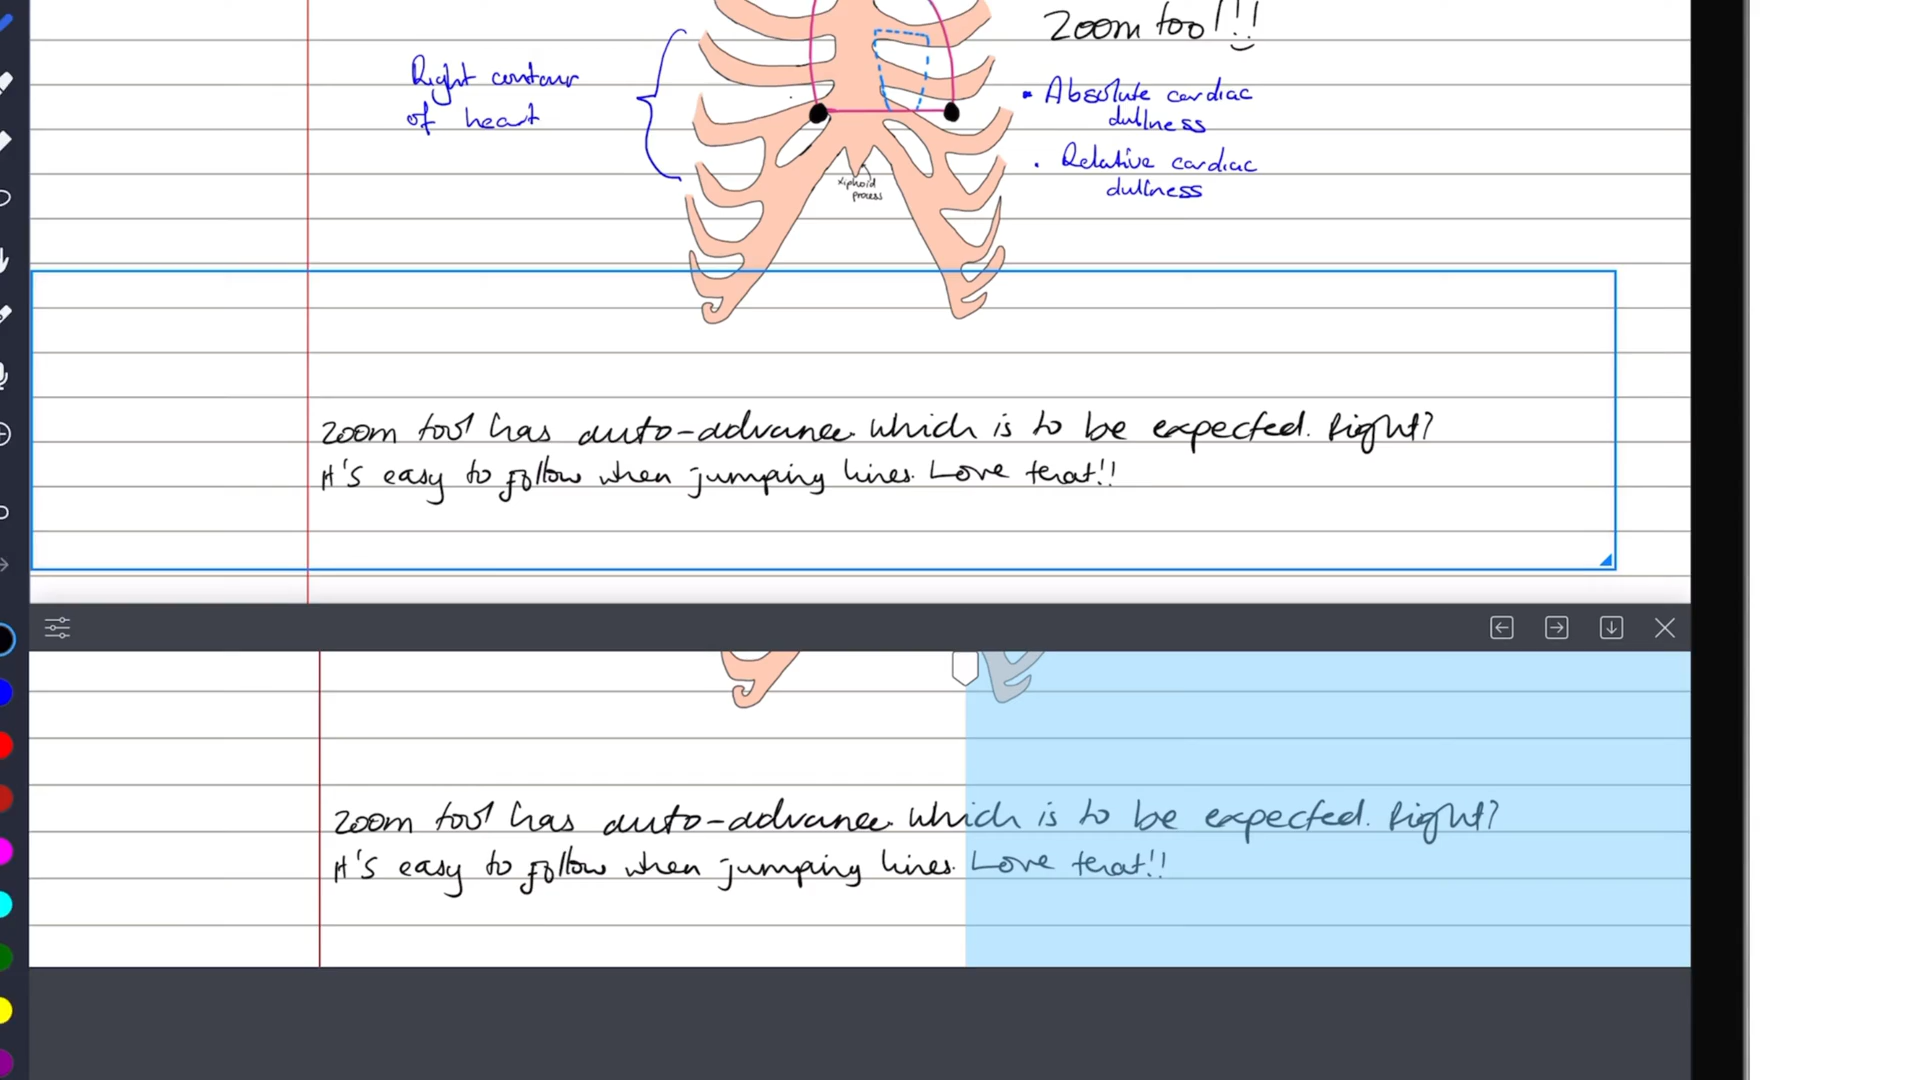 Zoom too!!!
Right contour
of heart
• Absolute cardiac
dullness
• Relative cardiac
dullness
xiphoid
process
Zoom tool has auto-advance. which is to be expected. Right?
It's easy to follow when jumping lines. Love that!!
Zoom tool has auto-advance. which is to be expected. Right?
It's easy to follow when jumping lines. Love that!!